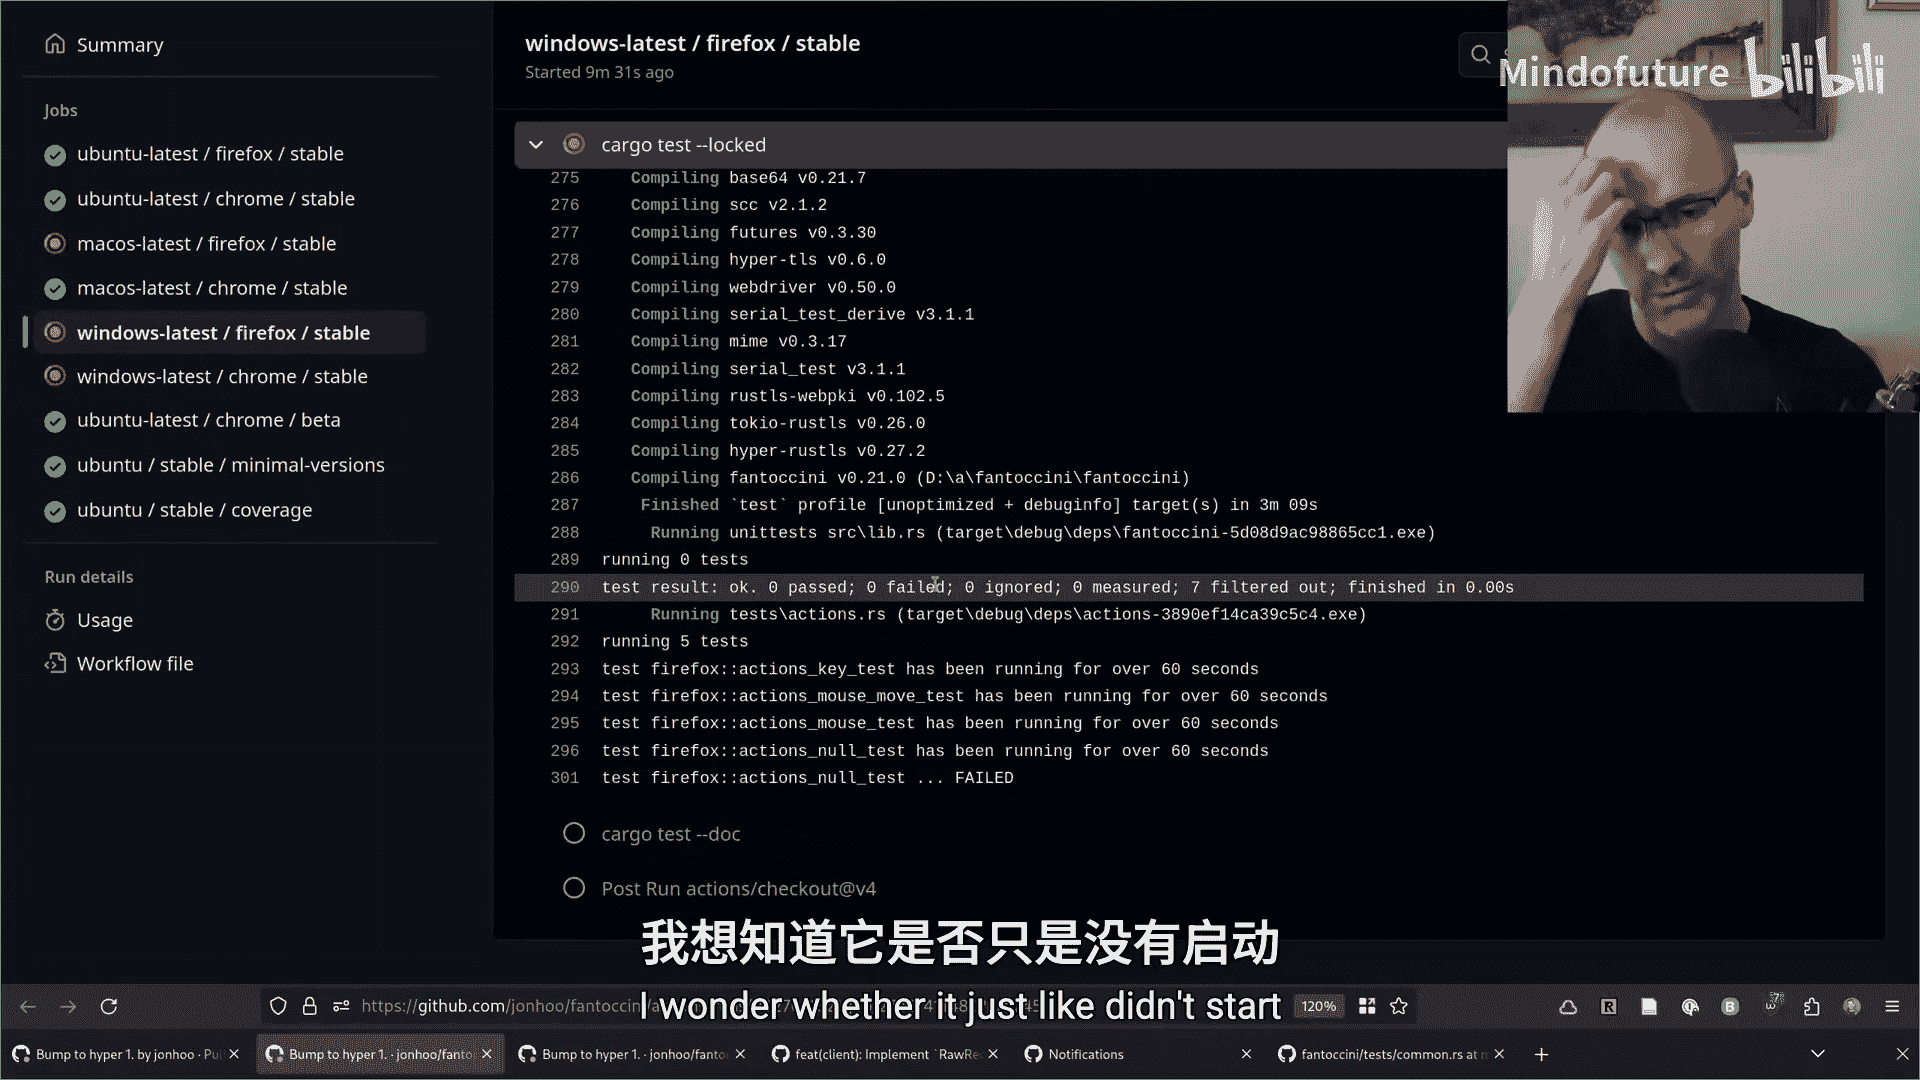 Summary
Jobs
ubuntu-latest / firefox / stable
ubuntu-latest / chrome / stable
macos-latest / firefox / stable
macos-latest / chrome / stable
windows-latest / firefox / stable
windows-latest / chrome / stable
ubuntu-latest / chrome / beta
ubuntu / stable / minimal-versions
ubuntu / stable / coverage
Run details
Usage
Workflow file
windows-latest / firefox / stable
Started 9m 31s ago
Mindofuture bilibili
cargo test --locked
275 Compiling base64 v0.21.7
276 Compiling scc v2.1.2
277 Compiling futures v0.3.30
278 Compiling hyper-tls v0.6.0
279 Compiling webdriver v0.50.0
280 Compiling serial_test_derive v3.1.1
281 Compiling mime v0.3.17
282 Compiling serial_test v3.1.1
283 Compiling rustls-webpki v0.102.5
284 Compiling tokio-rustls v0.26.0
285 Compiling hyper-rustls v0.27.2
286 Compiling fantoccini v0.21.0 (D:\a\fantoccini\fantoccini)
287 Finished `test` profile [unoptimized + debuginfo] target(s) in 3m 09s
288 Running unittests src\lib.rs (target\debug\deps\fantoccini-5d08d9ac98865cc1.exe)
289 running 0 tests
290 test result: ok. 0 passed; 0 failed; 0 ignored; 0 measured; 7 filtered out; finished in 0.00s
291 Running tests\actions.rs (target\debug\deps\actions-3890ef14ca39c5c4.exe)
292 running 5 tests
293 test firefox::actions_key_test has been running for over 60 seconds
294 test firefox::actions_mouse_move_test has been running for over 60 seconds
295 test firefox::actions_mouse_test has been running for over 60 seconds
296 test firefox::actions_null_test has been running for over 60 seconds
301 test firefox::actions_null_test ... FAILED
cargo test --doc
Post Run actions/checkout@v4
我想知道它是否只是没有启动
I wonder whether it just like didn't start
https://github.com/jonhoo/fantoccin
120%
Bump to hyper 1. by jonhoo · Pu
Bump to hyper 1. · jonhoo/fanto
Bump to hyper 1. · jonhoo/fanto
feat(client): Implement `RawRe
Notifications
fantoccini/tests/common.rs at m